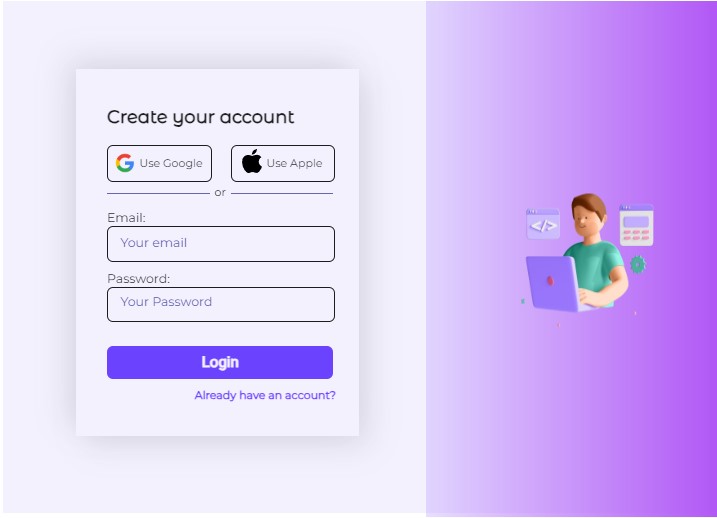 Create your account
Use Google
Use Apple
or
Email:
Your email
Password:
Your Password
Login
Already have an account?
</>